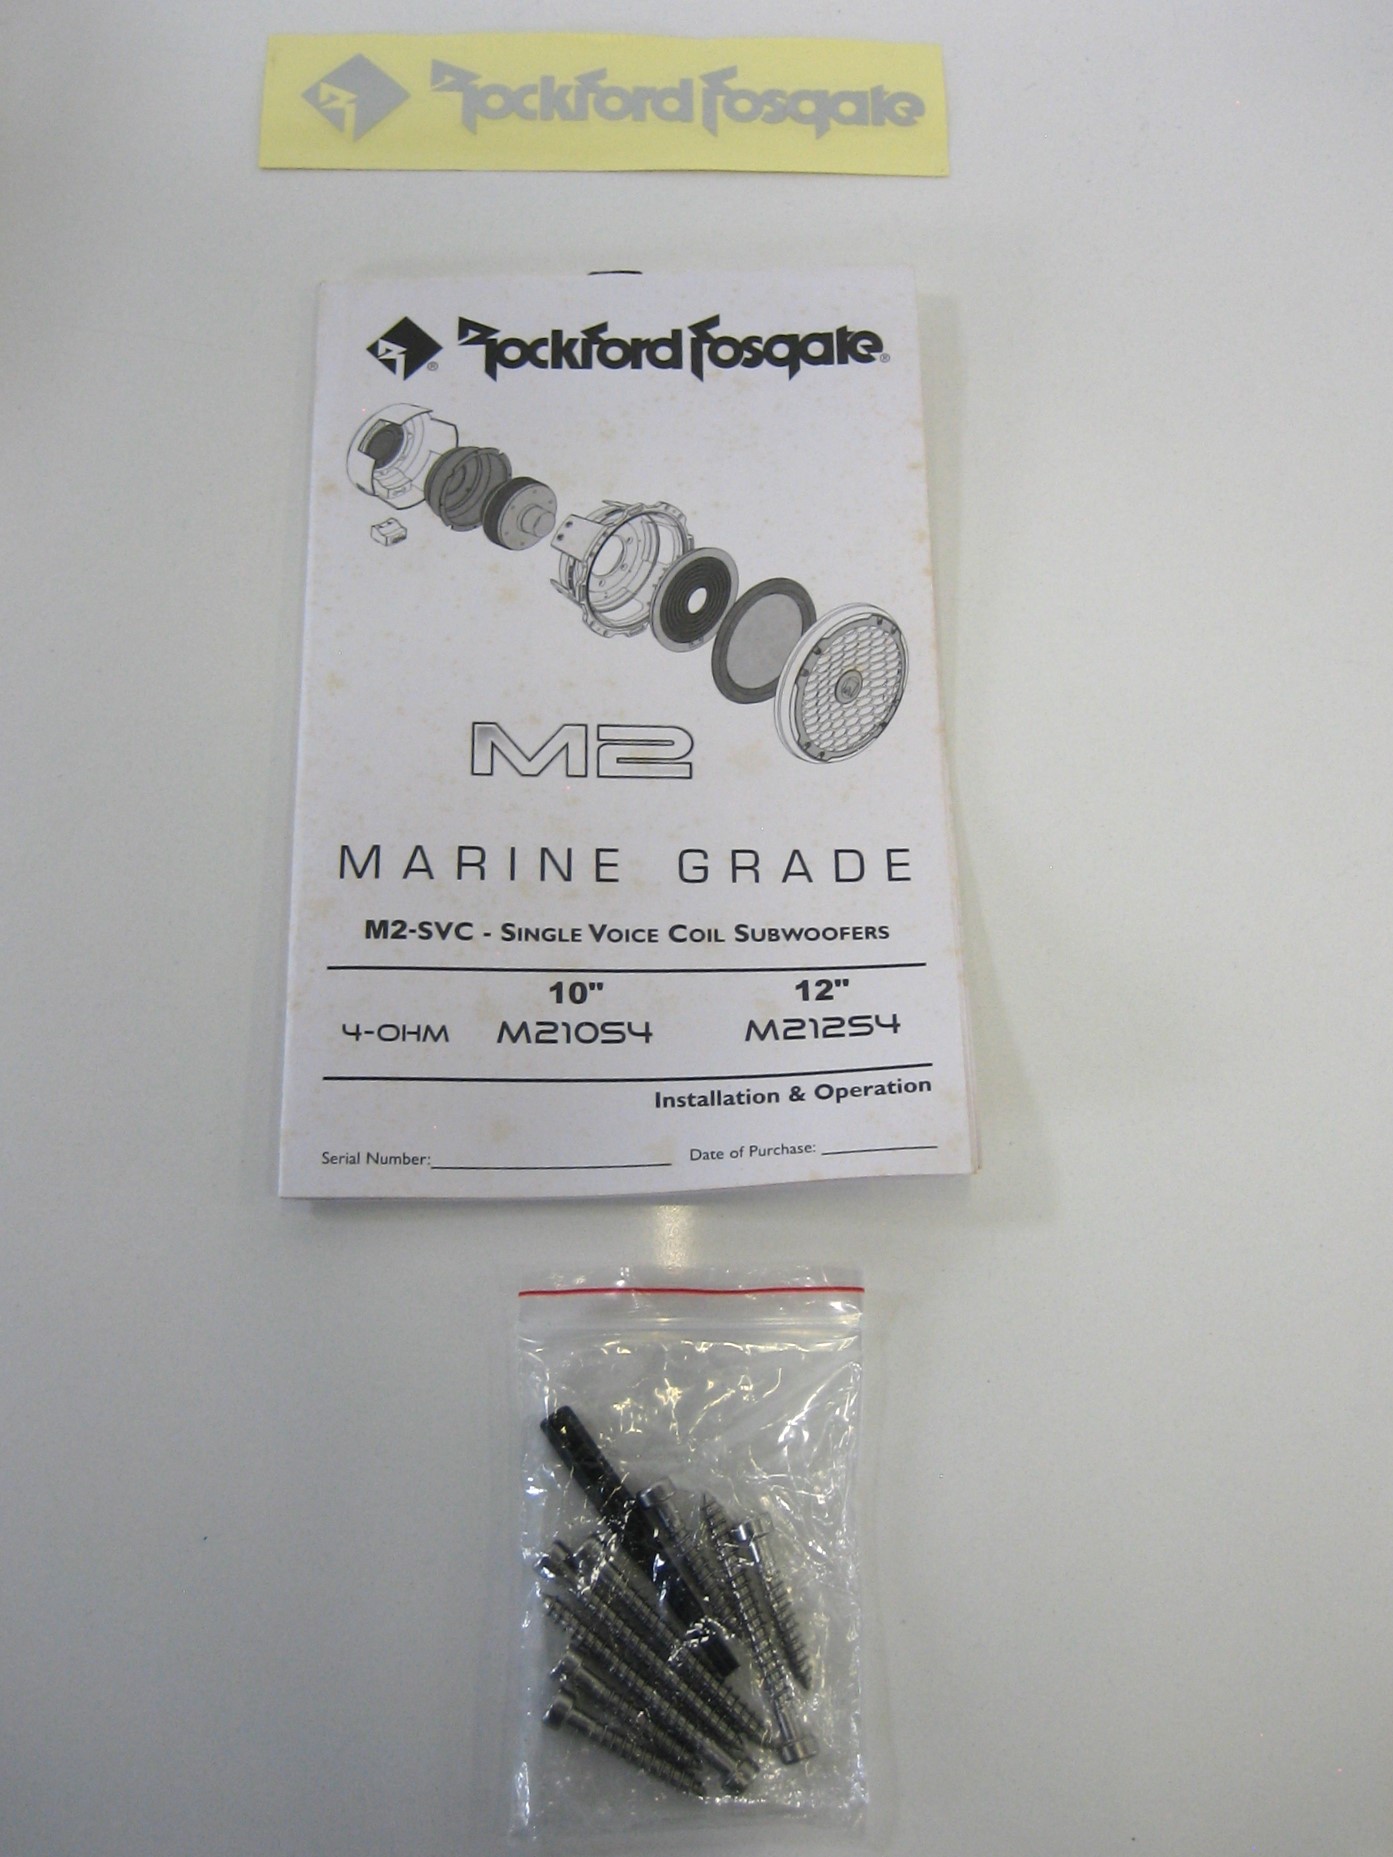 Rockford Fosgate
Rockford Fosgate®
M2
MARINE GRADE
M2-SVC - SINGLE VOICE COIL SUBWOOFERS
10" 12"
4-OHM M210S4 M212S4
Installation & Operation
Serial Number: Date of Purchase: